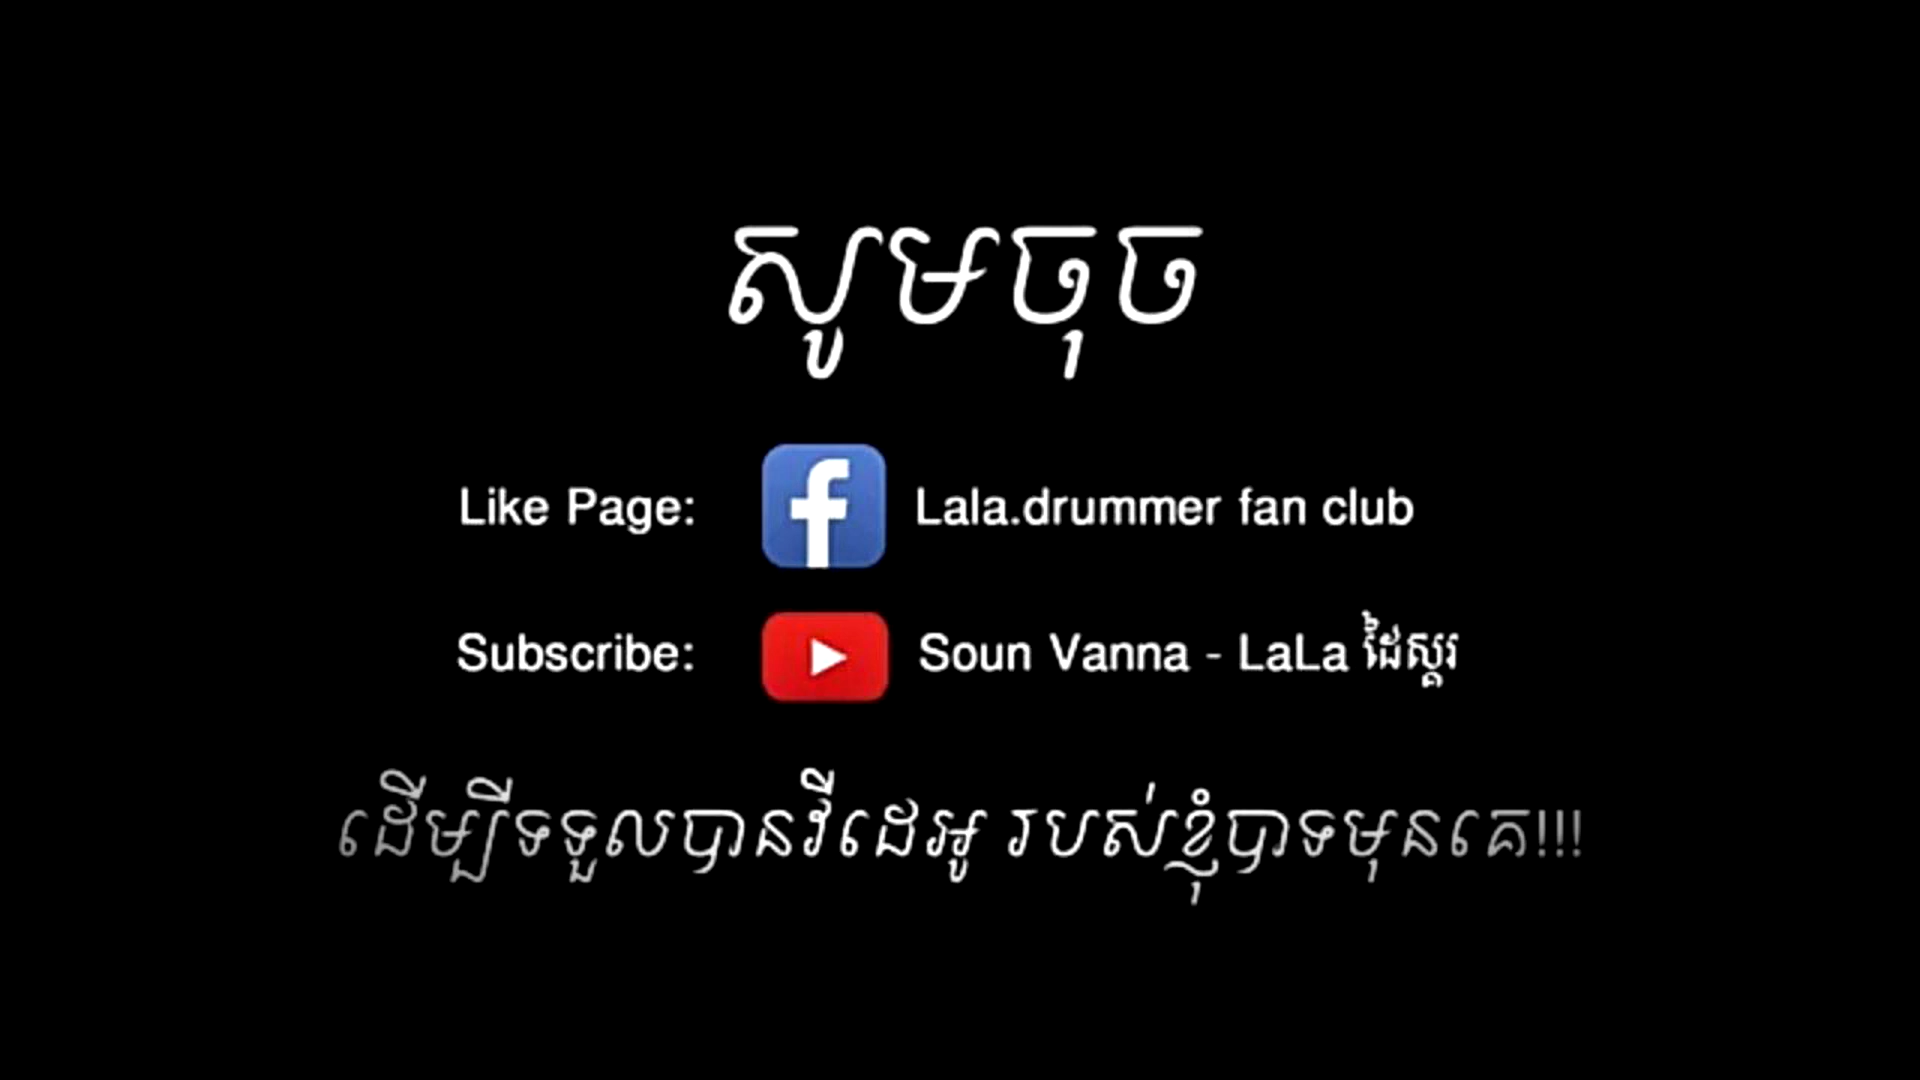 សូមចុច
Like Page: Lala.drummer fan club
Subscribe: Soun Vanna - LaLa ដៃស្គរ
ដើម្បីទទួលបានវីដេអូ របស់ខ្ញុំបាទមុនគេ!!!